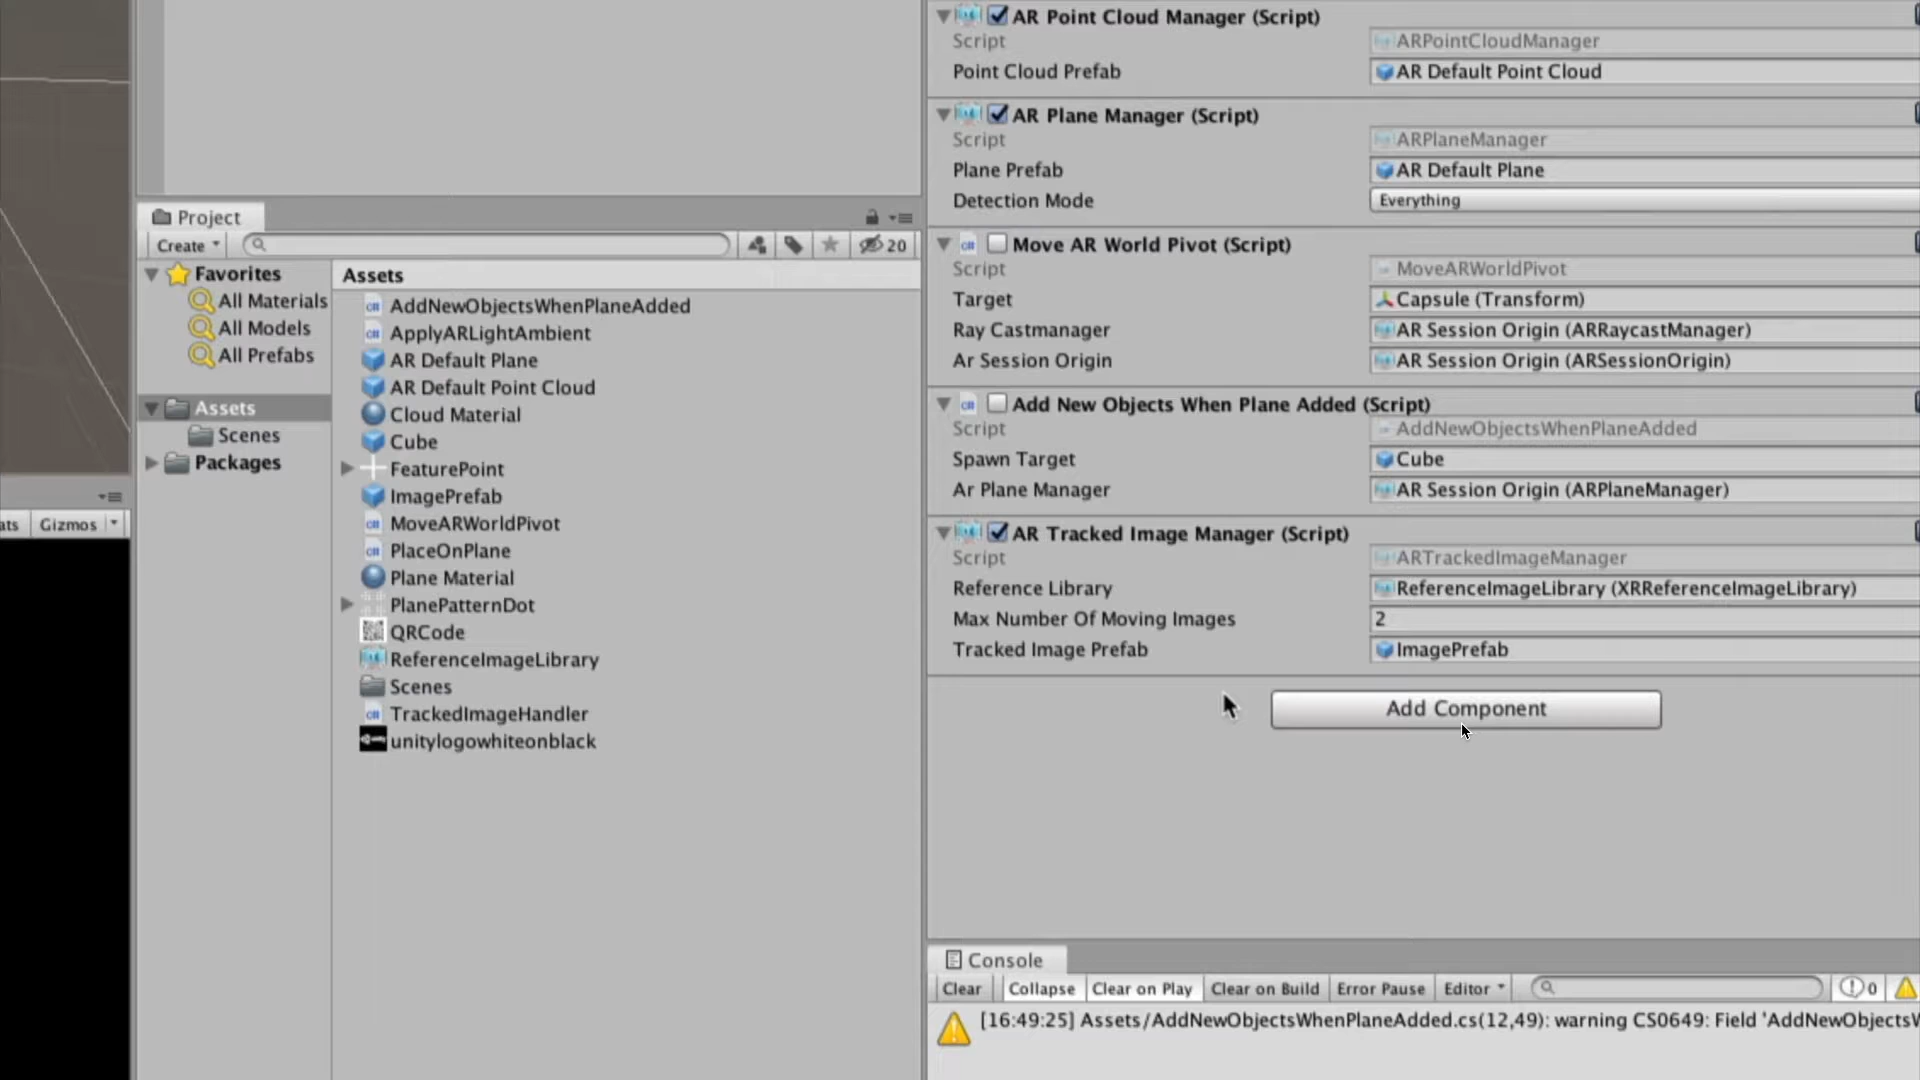 AR Point Cloud Manager (Script)
Script ARPointCloudManager
Point Cloud Prefab AR Default Point Cloud
AR Plane Manager (Script)
Script ARPlaneManager
Plane Prefab AR Default Plane
Detection Mode Everything
Move AR World Pivot (Script)
Script MoveARWorldPivot
Target Capsule (Transform)
Ray Castmanager AR Session Origin (ARRaycastManager)
Ar Session Origin AR Session Origin (ARSessionOrigin)
Add New Objects When Plane Added (Script)
Script AddNewObjectsWhenPlaneAdded
Spawn Target Cube
Ar Plane Manager AR Session Origin (ARPlaneManager)
AR Tracked Image Manager (Script)
Script ARTrackedImageManager
Reference Library ReferenceImageLibrary (XRReferenceImageLibrary)
Max Number Of Moving Images 2
Tracked Image Prefab ImagePrefab
Add Component
Project
Create 20
Favorites
All Materials
All Models
All Prefabs
Assets
Scenes
Packages
Assets
AddNewObjectsWhenPlaneAdded
ApplyARLightAmbient
AR Default Plane
AR Default Point Cloud
Cloud Material
Cube
FeaturePoint
ImagePrefab
MoveARWorldPivot
PlaceOnPlane
Plane Material
PlanePatternDot
QRCode
ReferenceImageLibrary
Scenes
TrackedImageHandler
unitylogowhiteonblack
ats Gizmos
Console
Clear Collapse Clear on Play Clear on Build Error Pause Editor 0
[16:49:25] Assets/AddNewObjectsWhenPlaneAdded.cs(12,49): warning CS0649: Field 'AddNewObjectsW